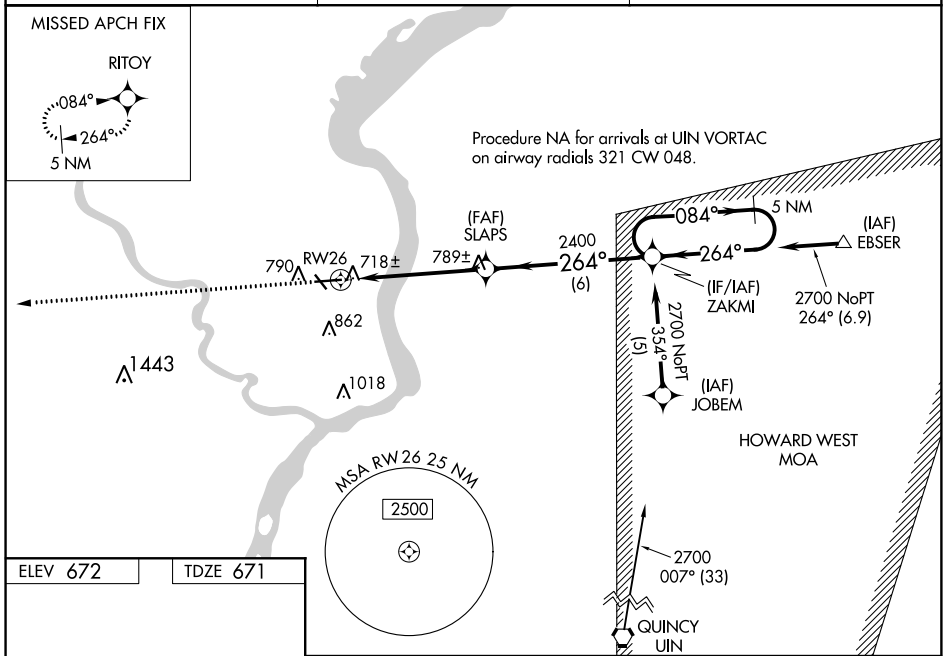 MISSED APCH FIX
RITOY
084°
264°
5 NM
Procedure NA for arrivals at UIN VORTAC
on airway radials 321 CW 048.
(FAF)
SLAPS
2400
264°
(6)
084°
5 NM
264°
(IAF)
EBSER
790
RW26
718±
789±
(IF/IAF)
ZAKMI
2700 NoPT
264° (6.9)
862
2700 NoPT
354°
(5)
1443
1018
(IAF)
JOBEM
HOWARD WEST
MOA
MSA RW26 25 NM
2500
2700
007° (33)
ELEV 672
TDZE 671
QUINCY
UIN